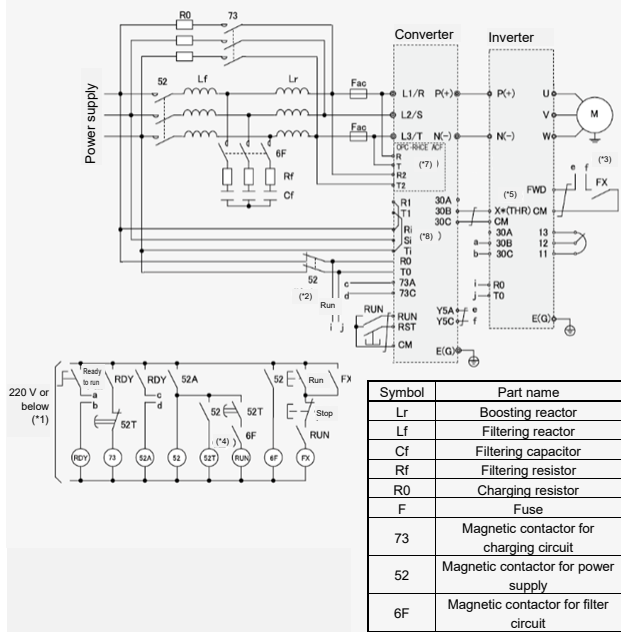 R0 73
Converter Inverter
52 Lf Lr Fac
L1/R P(+) P(+) U
L2/S V M
Fac
L3/T N(-) N(-) W
Power supply
OPC-RHCE ACF
R (*7)
T
R2
T2
6F
Rf
Cf
e f (*3)
FWD FX
(*5)
R1 30A
T1 30B X*(THR) CM
30C CM
Ri (*8) 30A 13
Si a 30B 12
Ti b 30C 11
R0
52 T0
(*2) Run c 73A i R0
d 73C j T0
i j
RUN Y5A e
RUN Y5C f E(G)
RST
CM
E(G)
220 V or
below
(*1)
Ready
to run
a
b
RDY RDY 52A 52 Run FX
c
d
52T 52 52T Stop
(*4) 6F RUN
RDY 73 52A 52 52T RUN 6F FX
Symbol Part name
Lr Boosting reactor
Lf Filtering reactor
Cf Filtering capacitor
Rf Filtering resistor
R0 Charging resistor
F Fuse
73 Magnetic contactor for
charging circuit
52 Magnetic contactor for power
supply
6F Magnetic contactor for filter
circuit